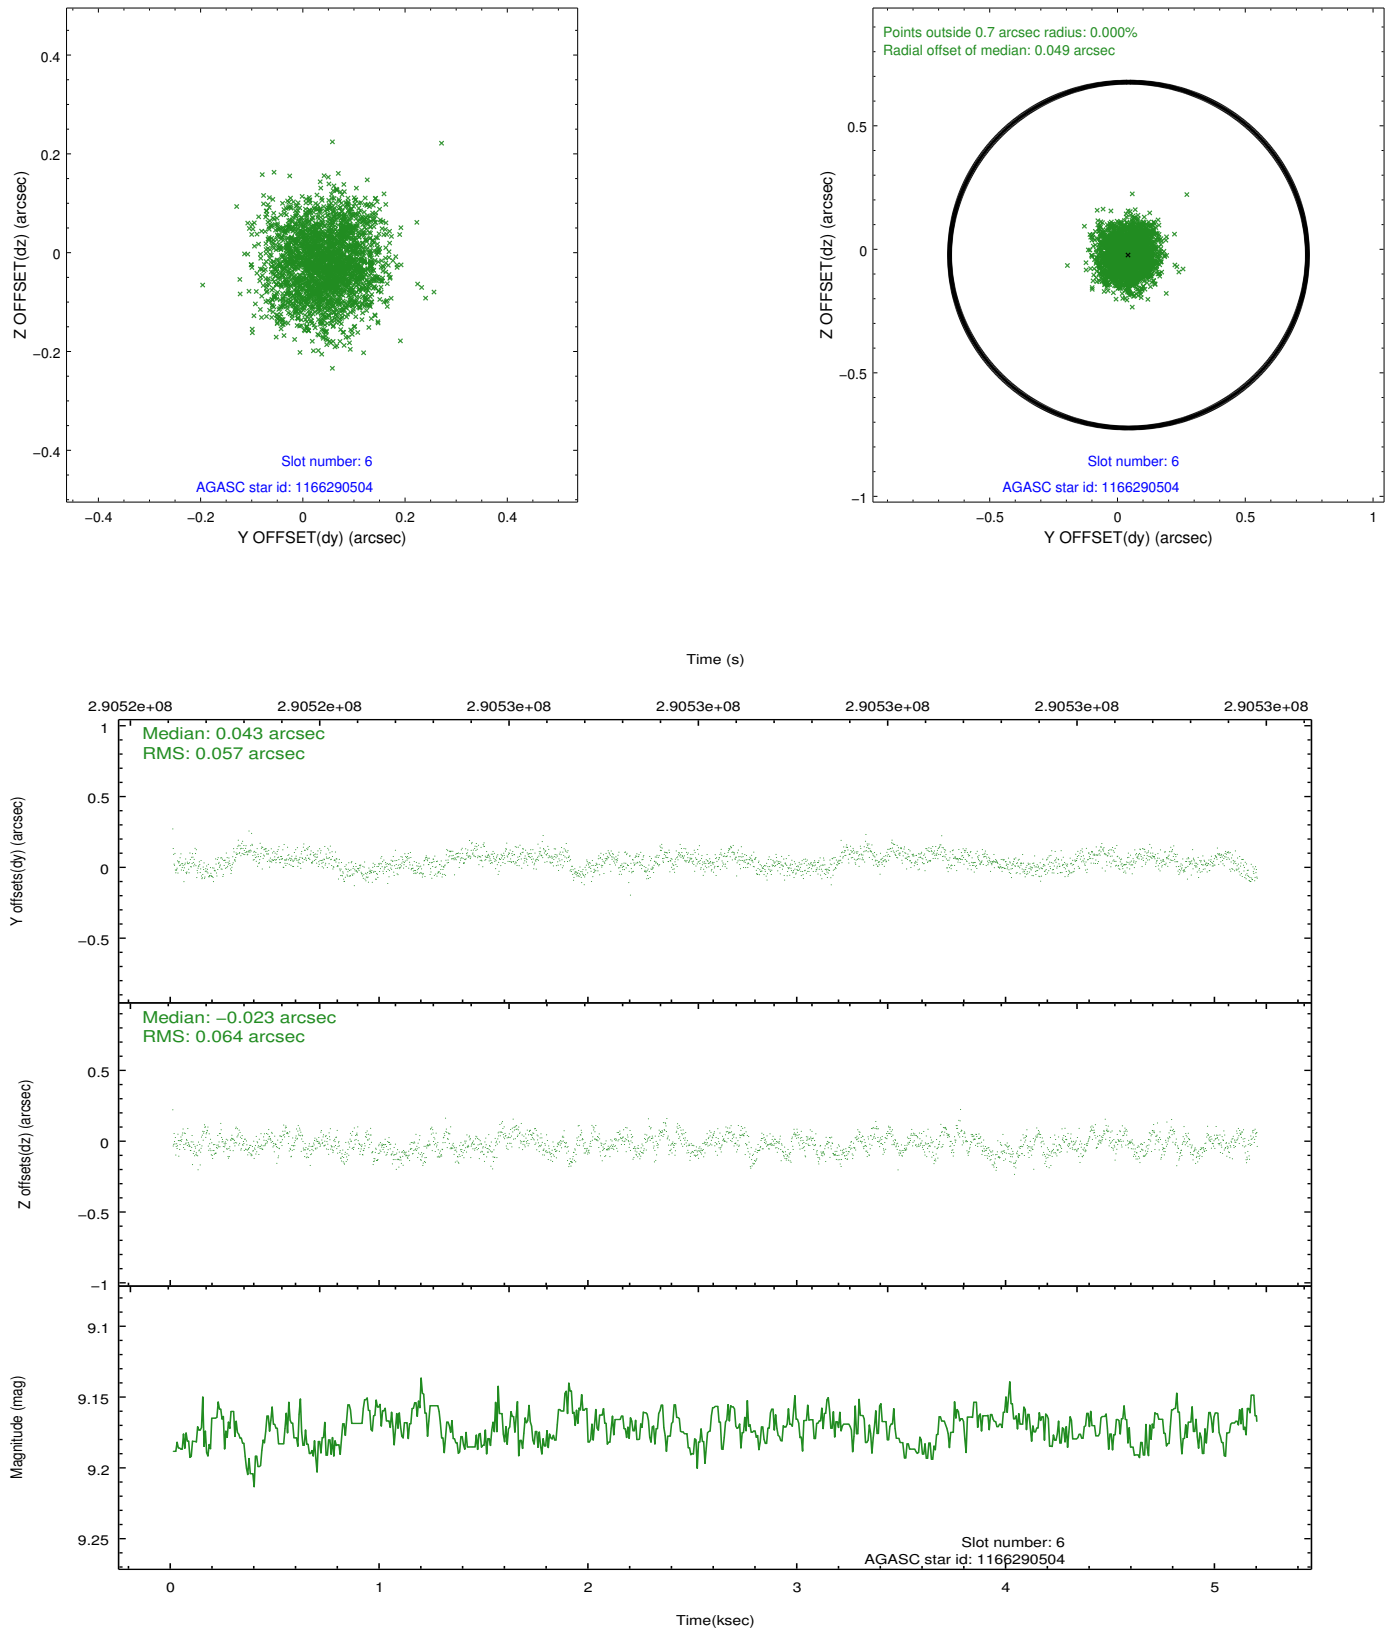 0.4
0.2
0
−0.2
−0.4
Z OFFSET(dz) (arcsec)
Slot number: 6
AGASC star id: 1166290504
−0.4 −0.2 0 0.2 0.4
Y OFFSET(dy) (arcsec)
Points outside 0.7 arcsec radius: 0.000%
Radial offset of median: 0.049 arcsec
0.5
0
−0.5
−1
Z OFFSET(dz) (arcsec)
Slot number: 6
AGASC star id: 1166290504
−0.5 0 0.5 1
Y OFFSET(dy) (arcsec)
Time (s)
2.9052e+08 2.9052e+08 2.9053e+08 2.9053e+08 2.9053e+08 2.9053e+08 2.9053e+08
Median: 0.043 arcsec
RMS: 0.057 arcsec
1
0.5
0
−0.5
Y offsets(dy) (arcsec)
Median: −0.023 arcsec
RMS: 0.064 arcsec
0.5
0
−0.5
−1
Z offsets(dz) (arcsec)
9.1
9.15
9.2
9.25
Magnitude (mag)
Slot number: 6
AGASC star id: 1166290504
0 1 2 3 4 5
Time(ksec)